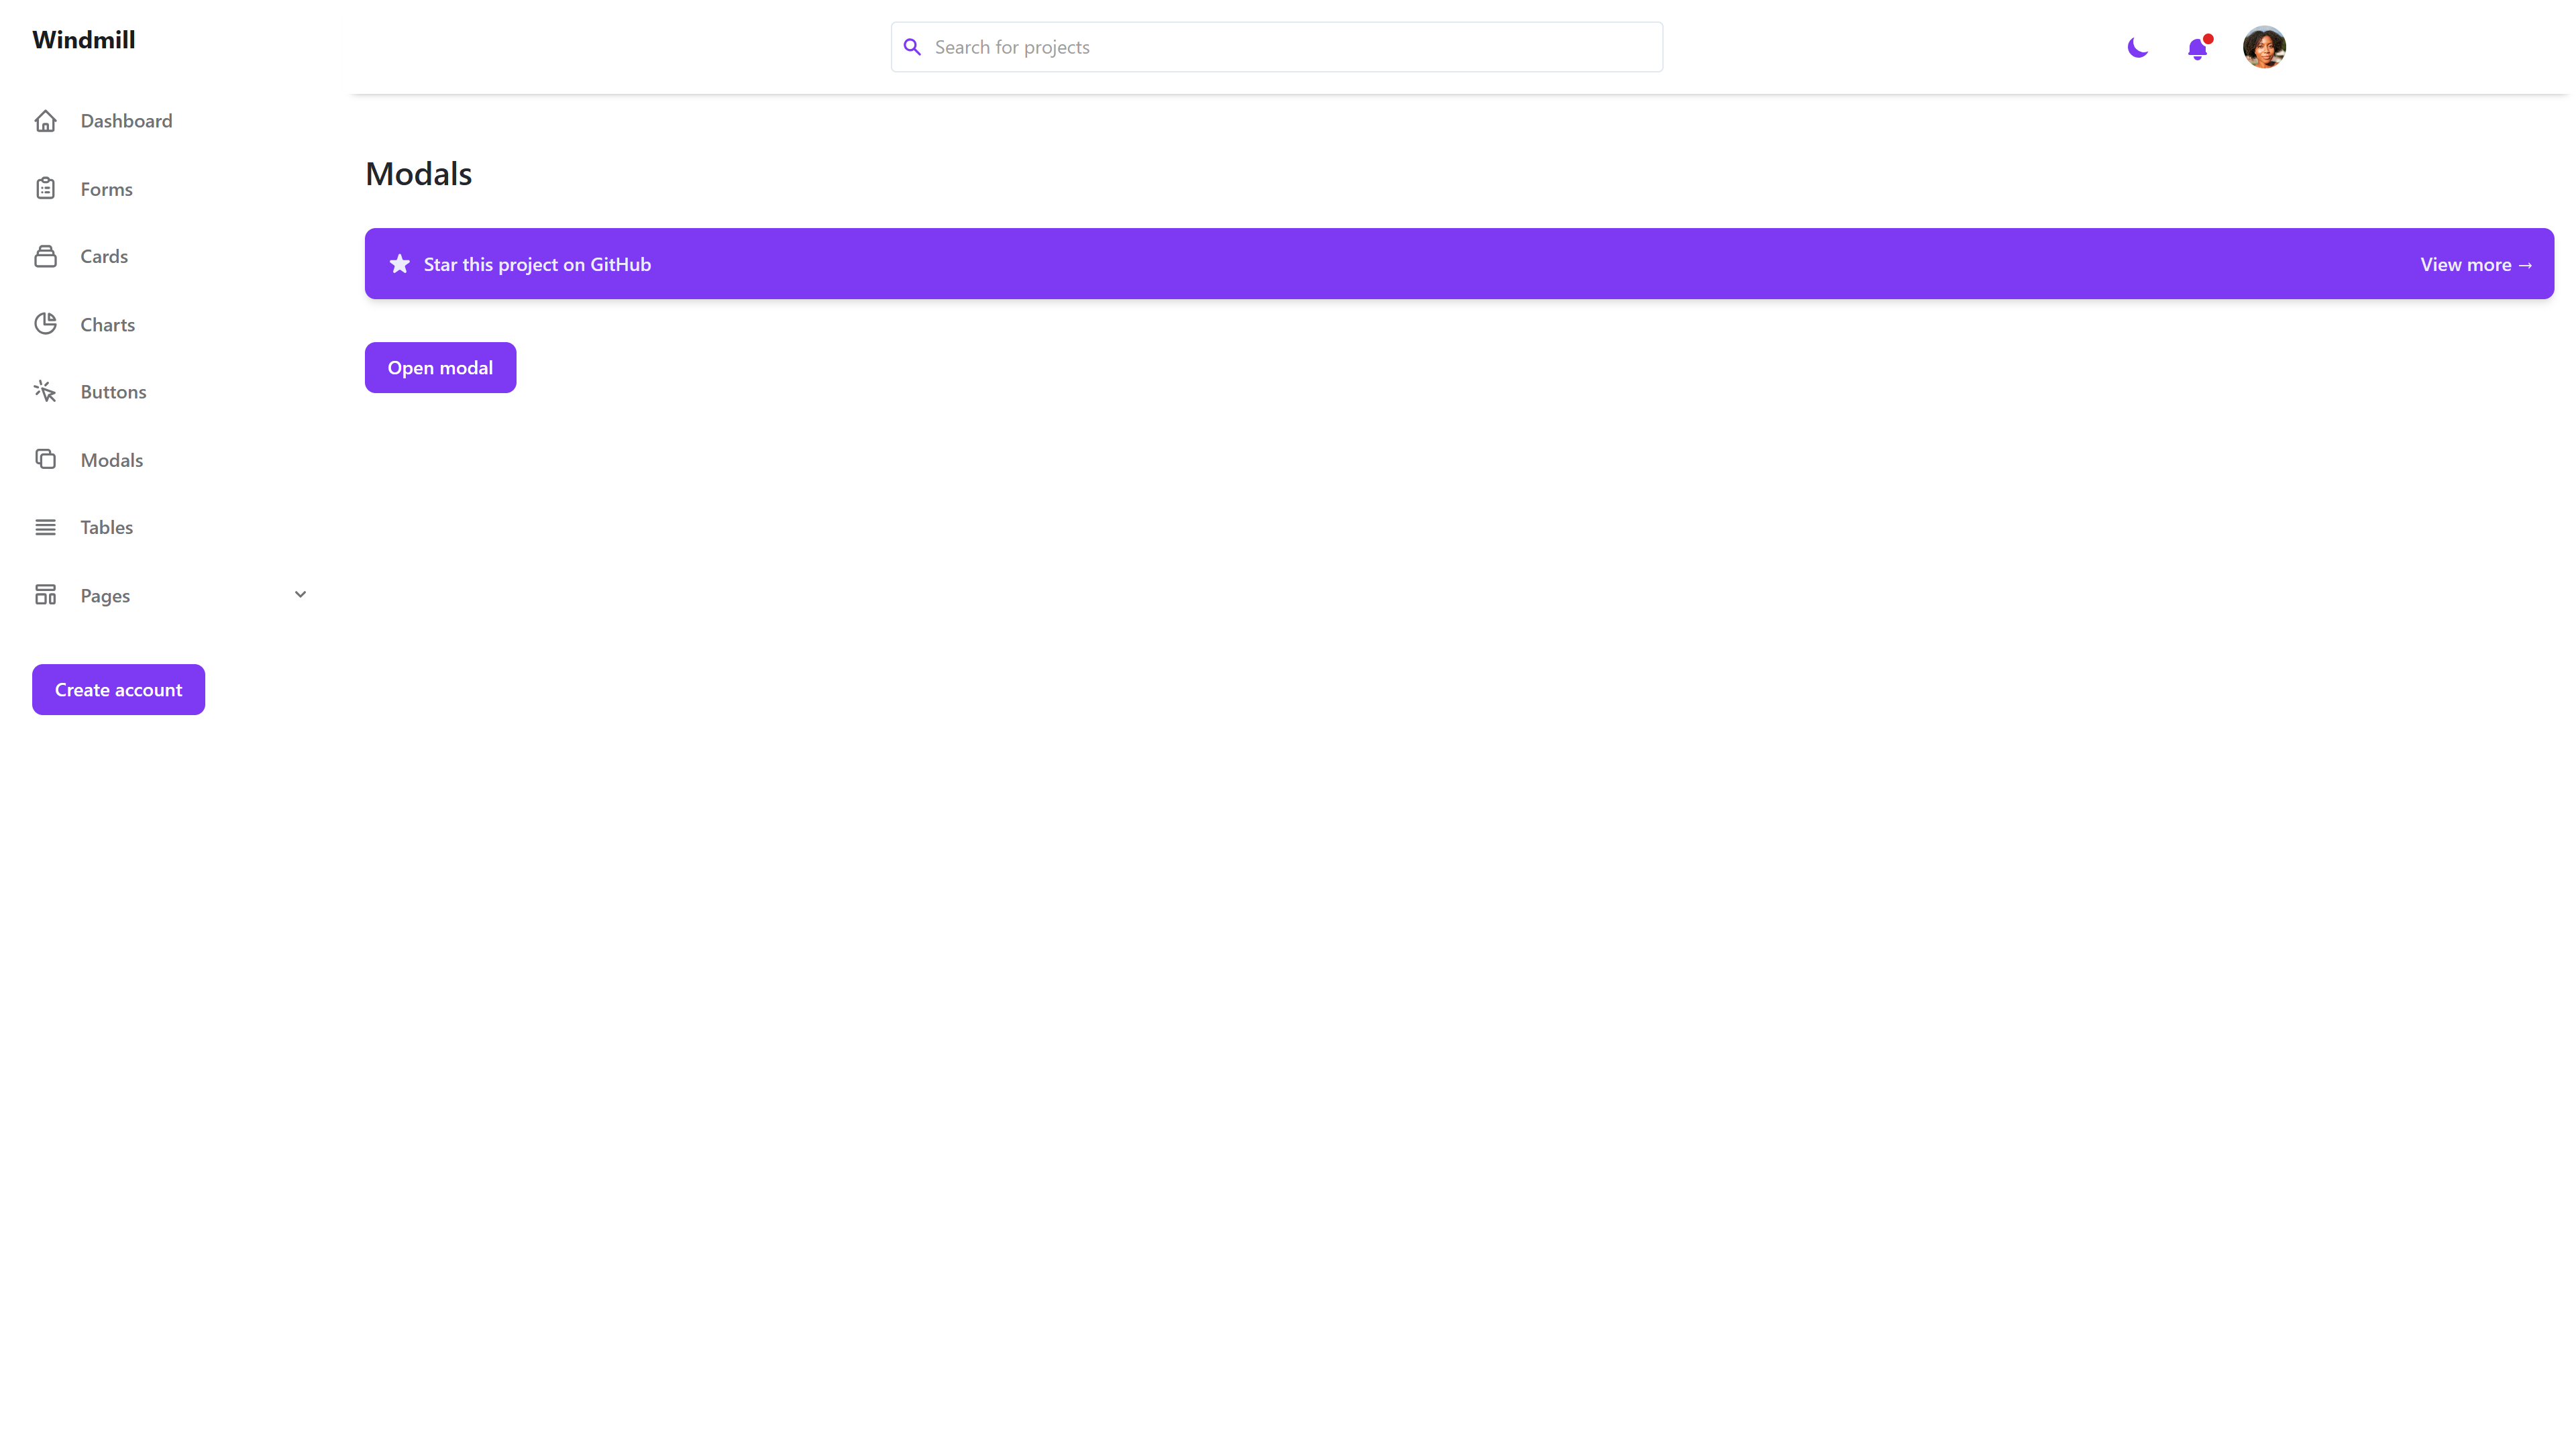 Windmill
Search for projects
Dashboard
Forms
Cards
Charts
Buttons
Modals
Tables
Pages
Create account
Modals
Star this project on GitHub
View more →
Open modal